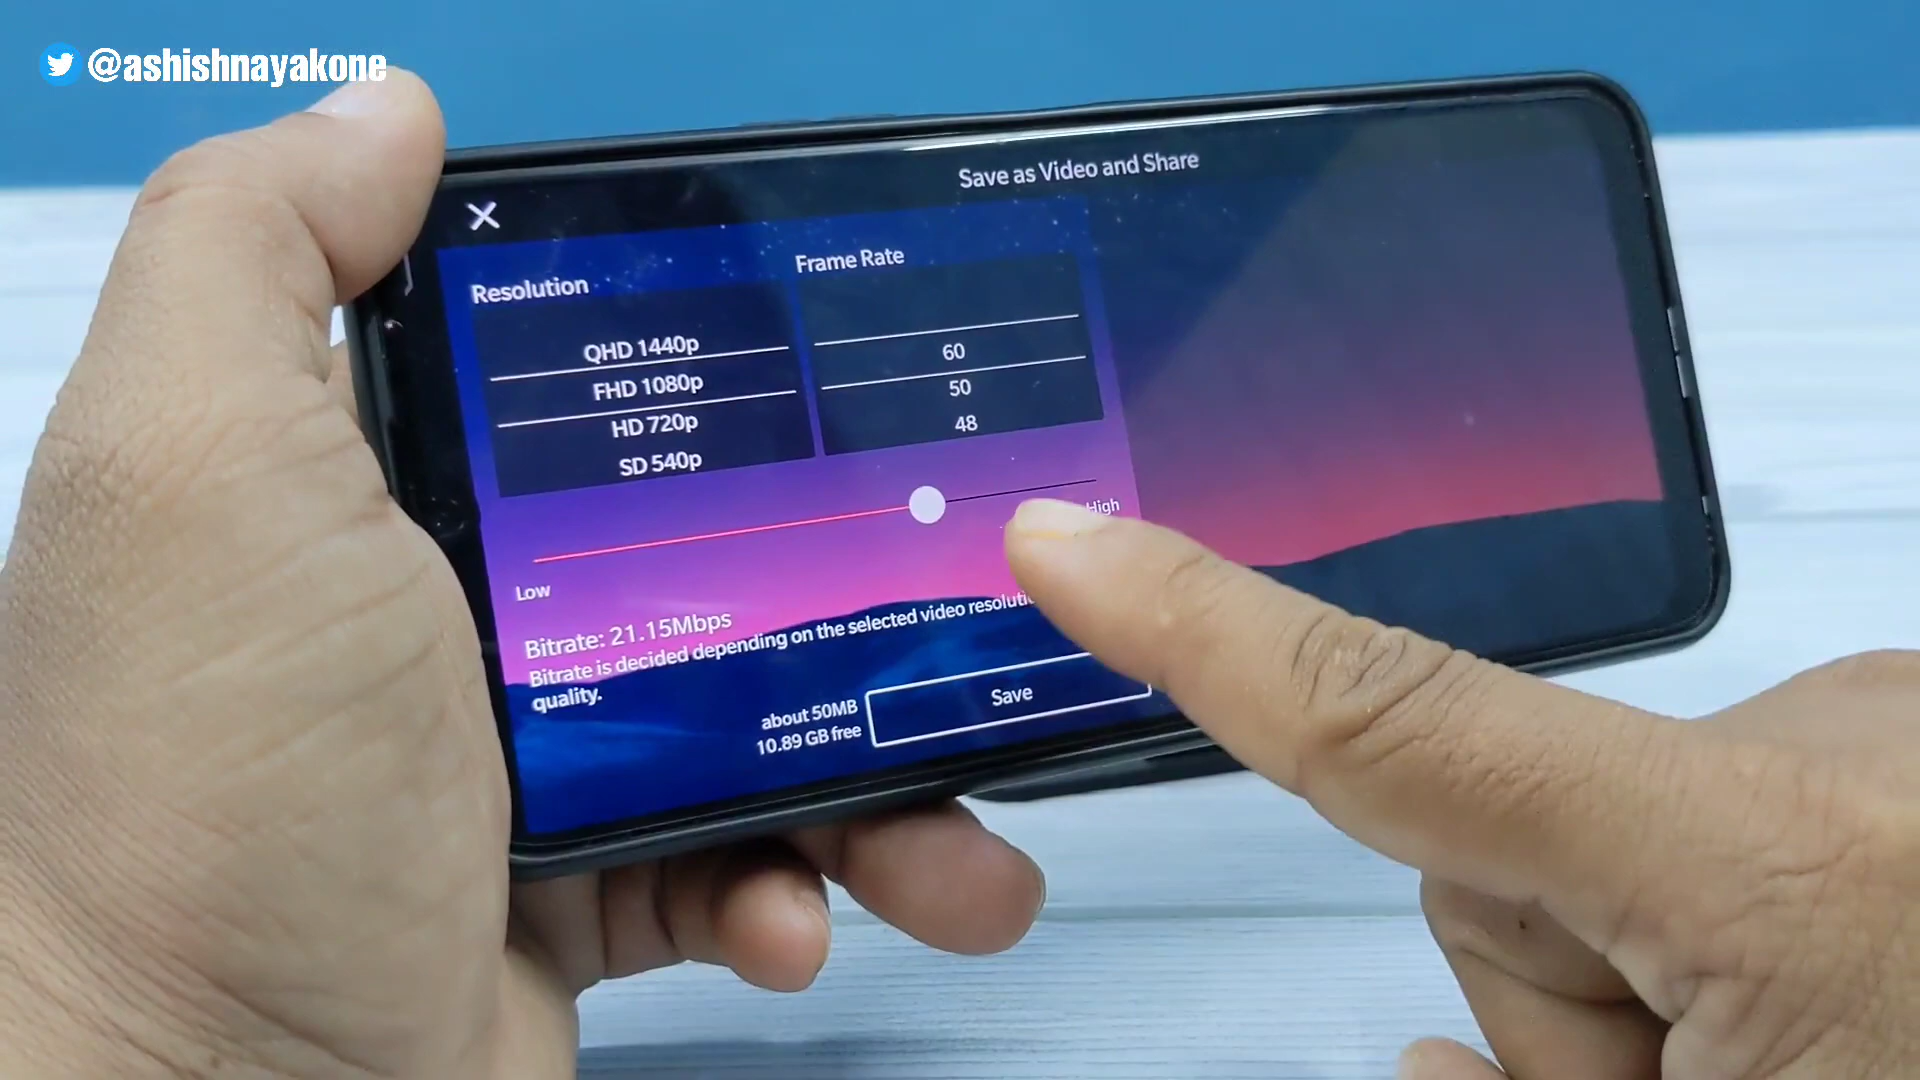 @ashishnayakone
Save as Video and Share
Resolution
Frame Rate
QHD 1440p
FHD 1080p
HD 720p
SD 540p
60
50
48
Low
High
Bitrate: 21.15Mbps
Bitrate is decided depending on the selected video
quality.
about 50MB
10.89 GB free
Save